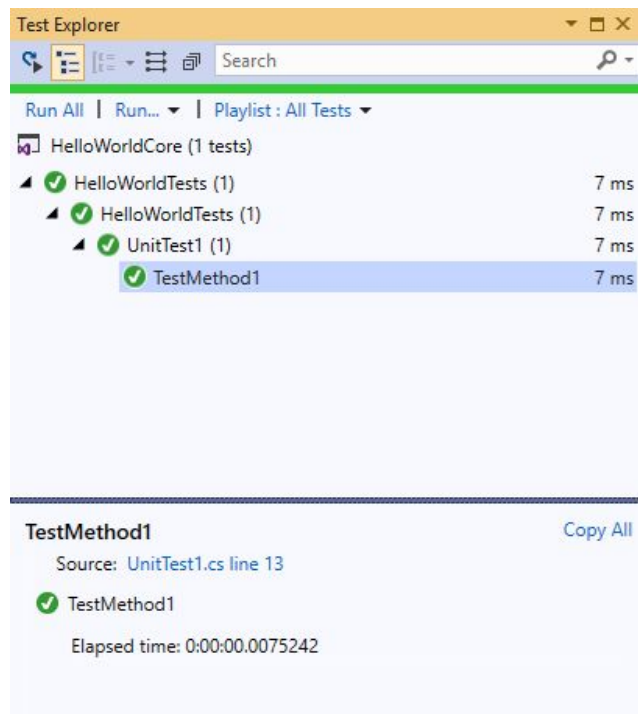 Test Explorer
Search
Run All | Run... | Playlist : All Tests
HelloWorldCore (1 tests)
HelloWorldTests (1) 7 ms
HelloWorldTests (1) 7 ms
UnitTest1 (1) 7 ms
TestMethod1 7 ms
TestMethod1 Copy All
Source: UnitTest1.cs line 13
TestMethod1
Elapsed time: 0:00:00.0075242